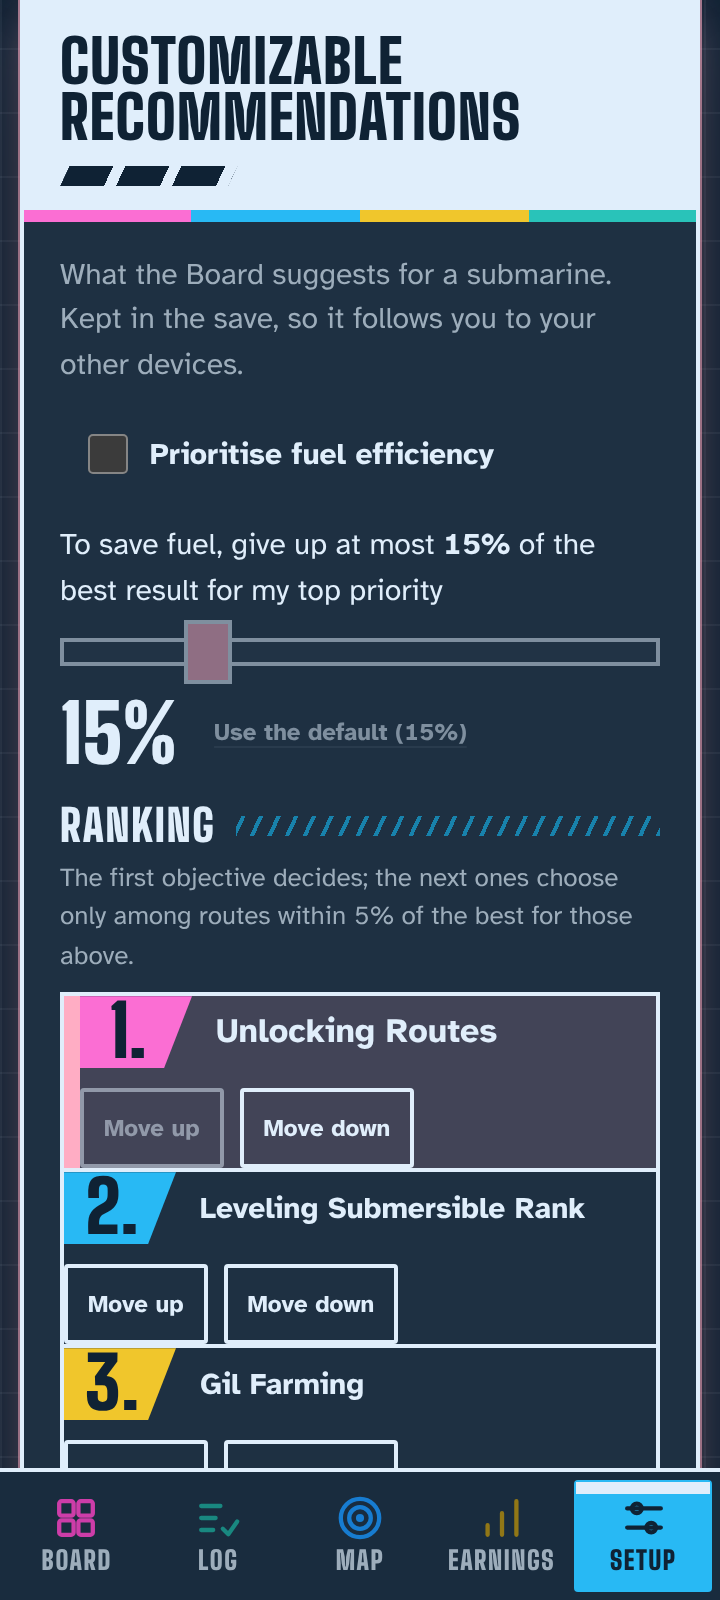 CUSTOMIZABLE
RECOMMENDATIONS
What the Board suggests for a submarine.
Kept in the save, so it follows you to your
other devices.
Prioritise fuel efficiency
To save fuel, give up at most 15% of the
best result for my top priority
15%
Use the default (15%)
RANKING
The first objective decides; the next ones choose
only among routes within 5% of the best for those
above.
1.
Unlocking Routes
Move up
Move down
2.
Leveling Submersible Rank
Move up
Move down
3.
Gil Farming
BOARD
LOG
MAP
EARNINGS
SETUP